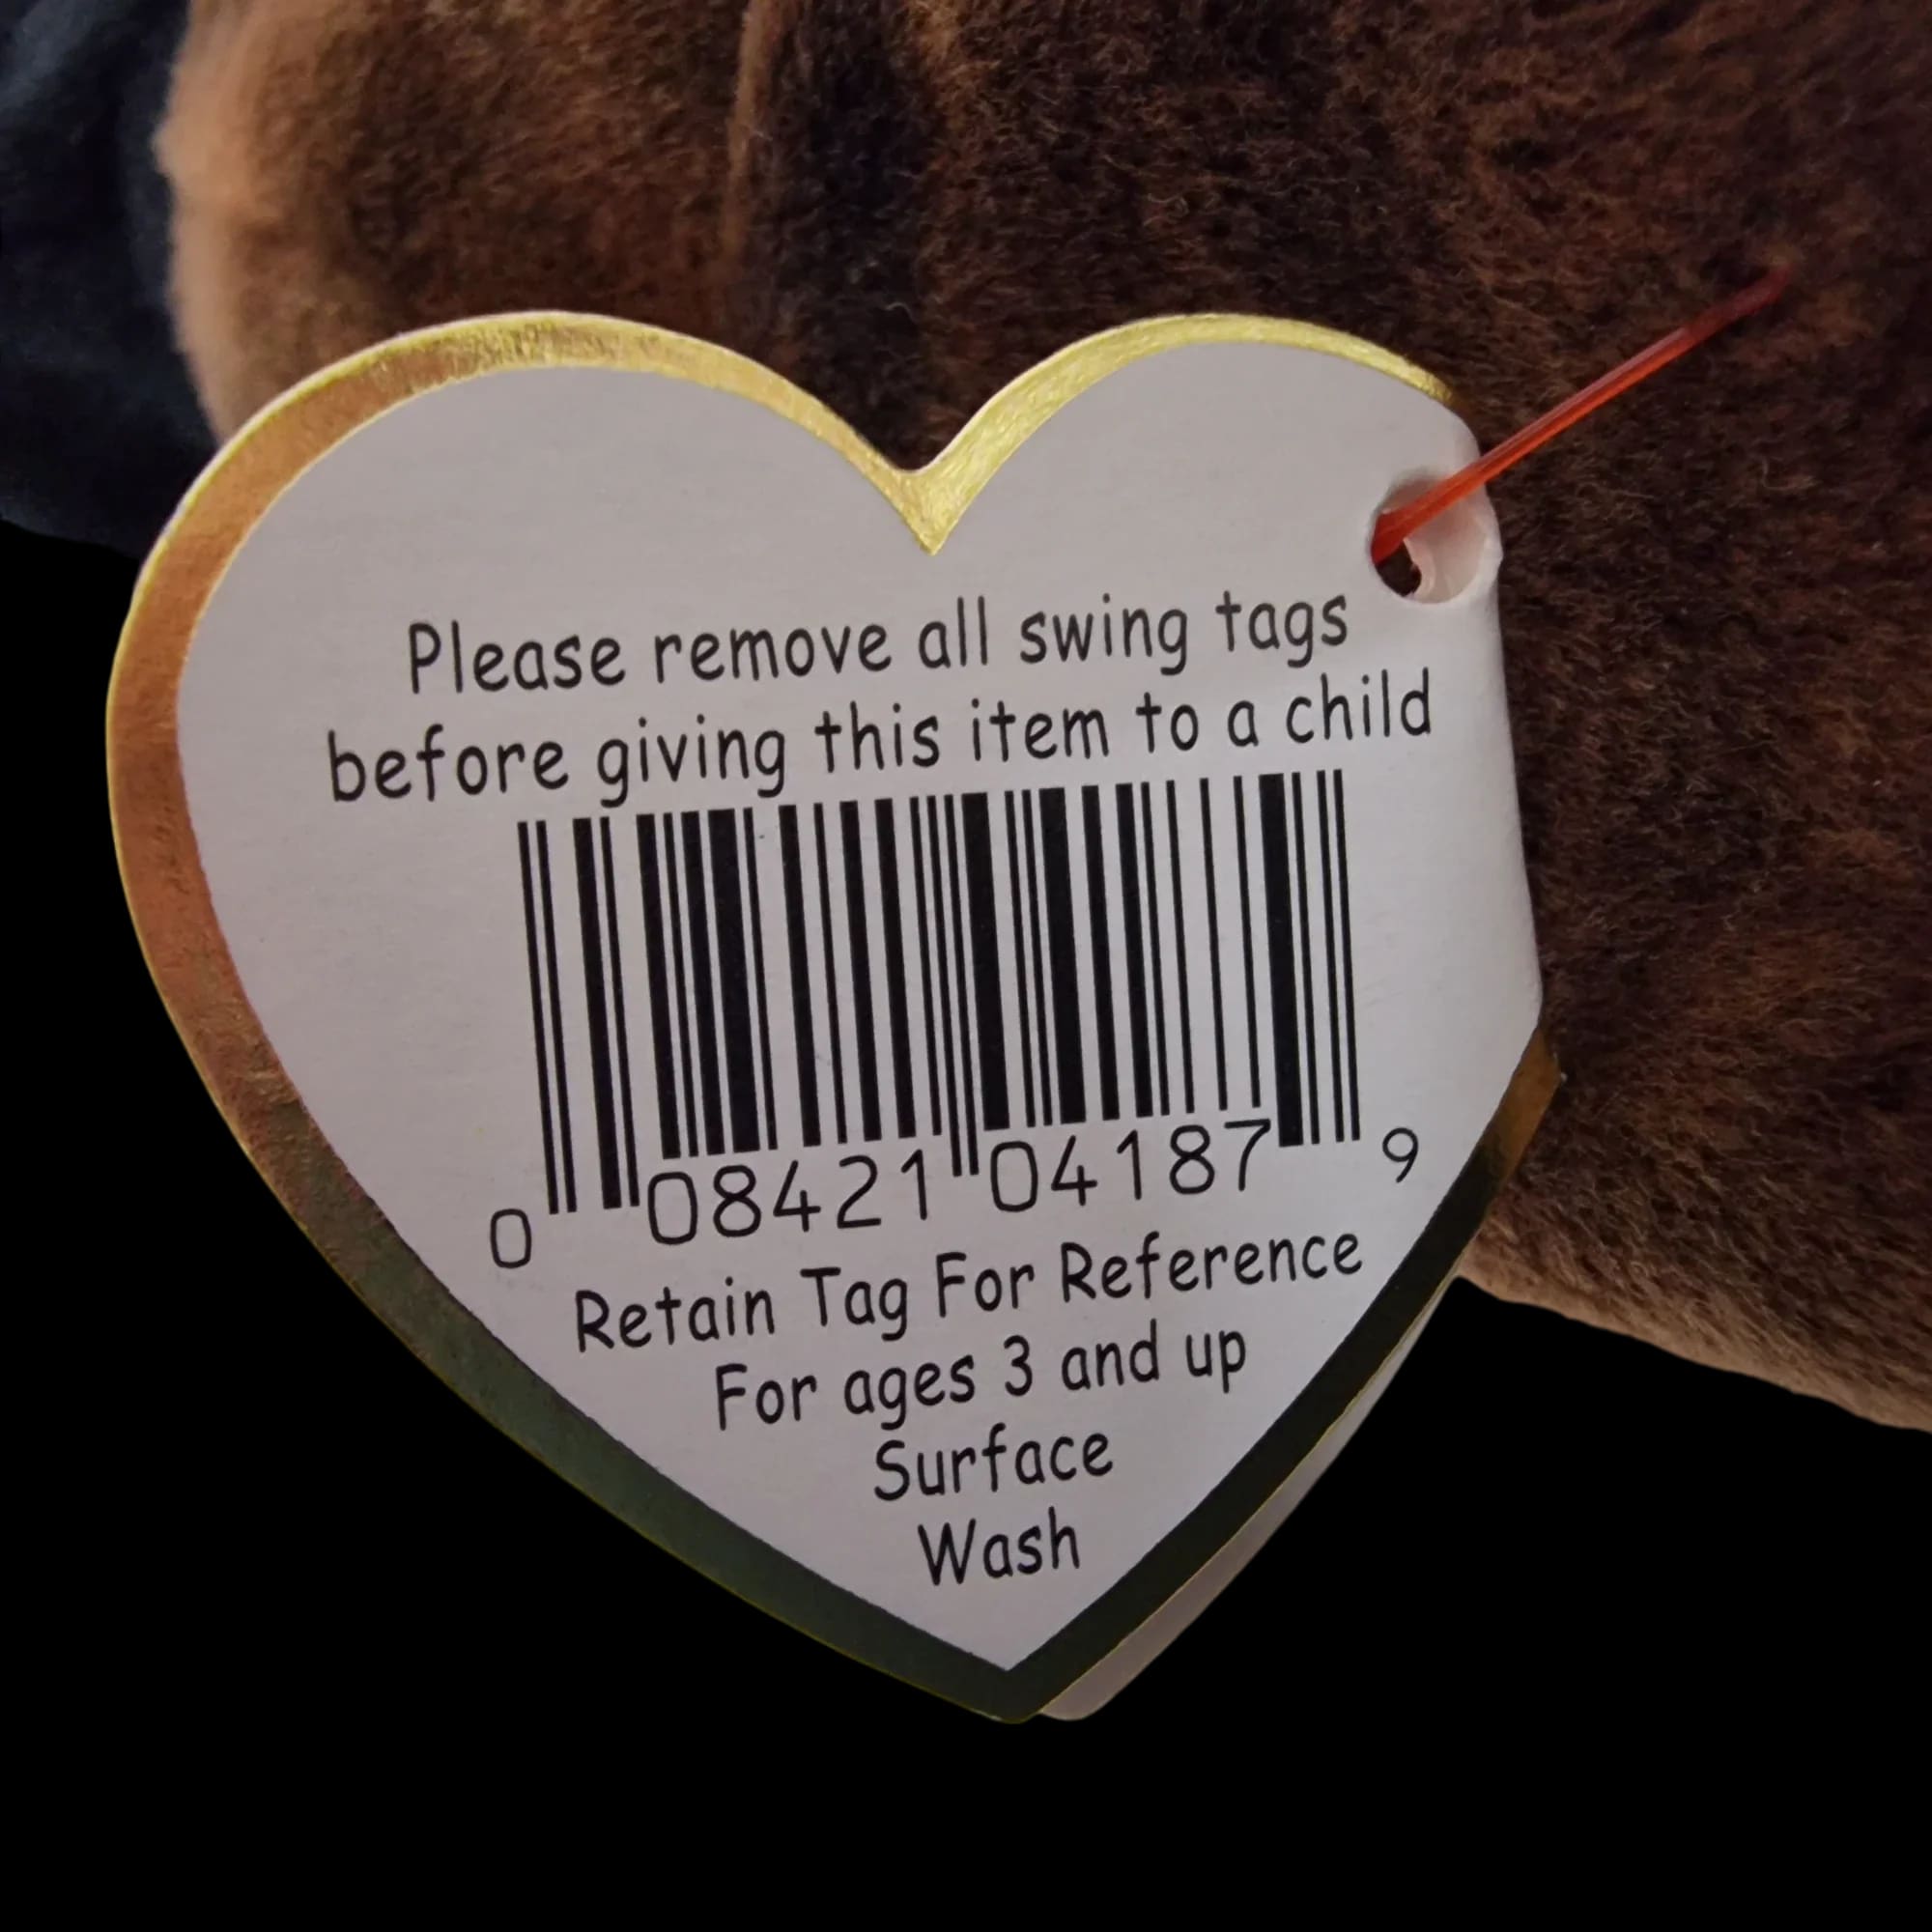 Please remove all swing tags
before giving this item to a child
0 08421 04187 9
Retain Tag For Reference
For ages 3 and up
Surface
Wash